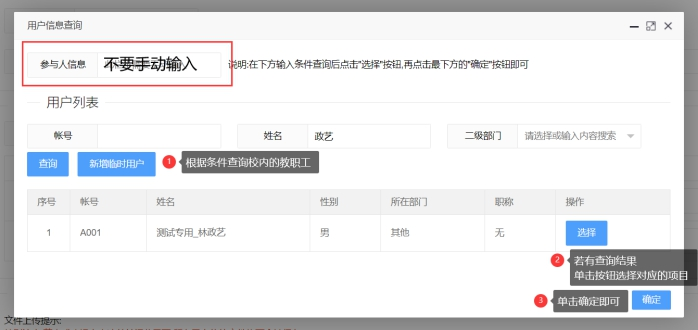 用户信息查询
参与人信息 不要手动输入 说明:在下方输入条件查询后点击"选择"按钮,再点击最下方的"确定"按钮即可
用户列表
帐号 姓名 政艺 二级部门 请选择或输入内容搜索
查询 新增临时用户 1 根据条件查询校内的教职工
序号 帐号 姓名 性别 所在部门 职称 操作
1 A001 测试专用_林政艺 男 其他 无 选择
2 若有查询结果
单击按钮选择对应的项目
3 单击确定即可 确定
文件上传提示: